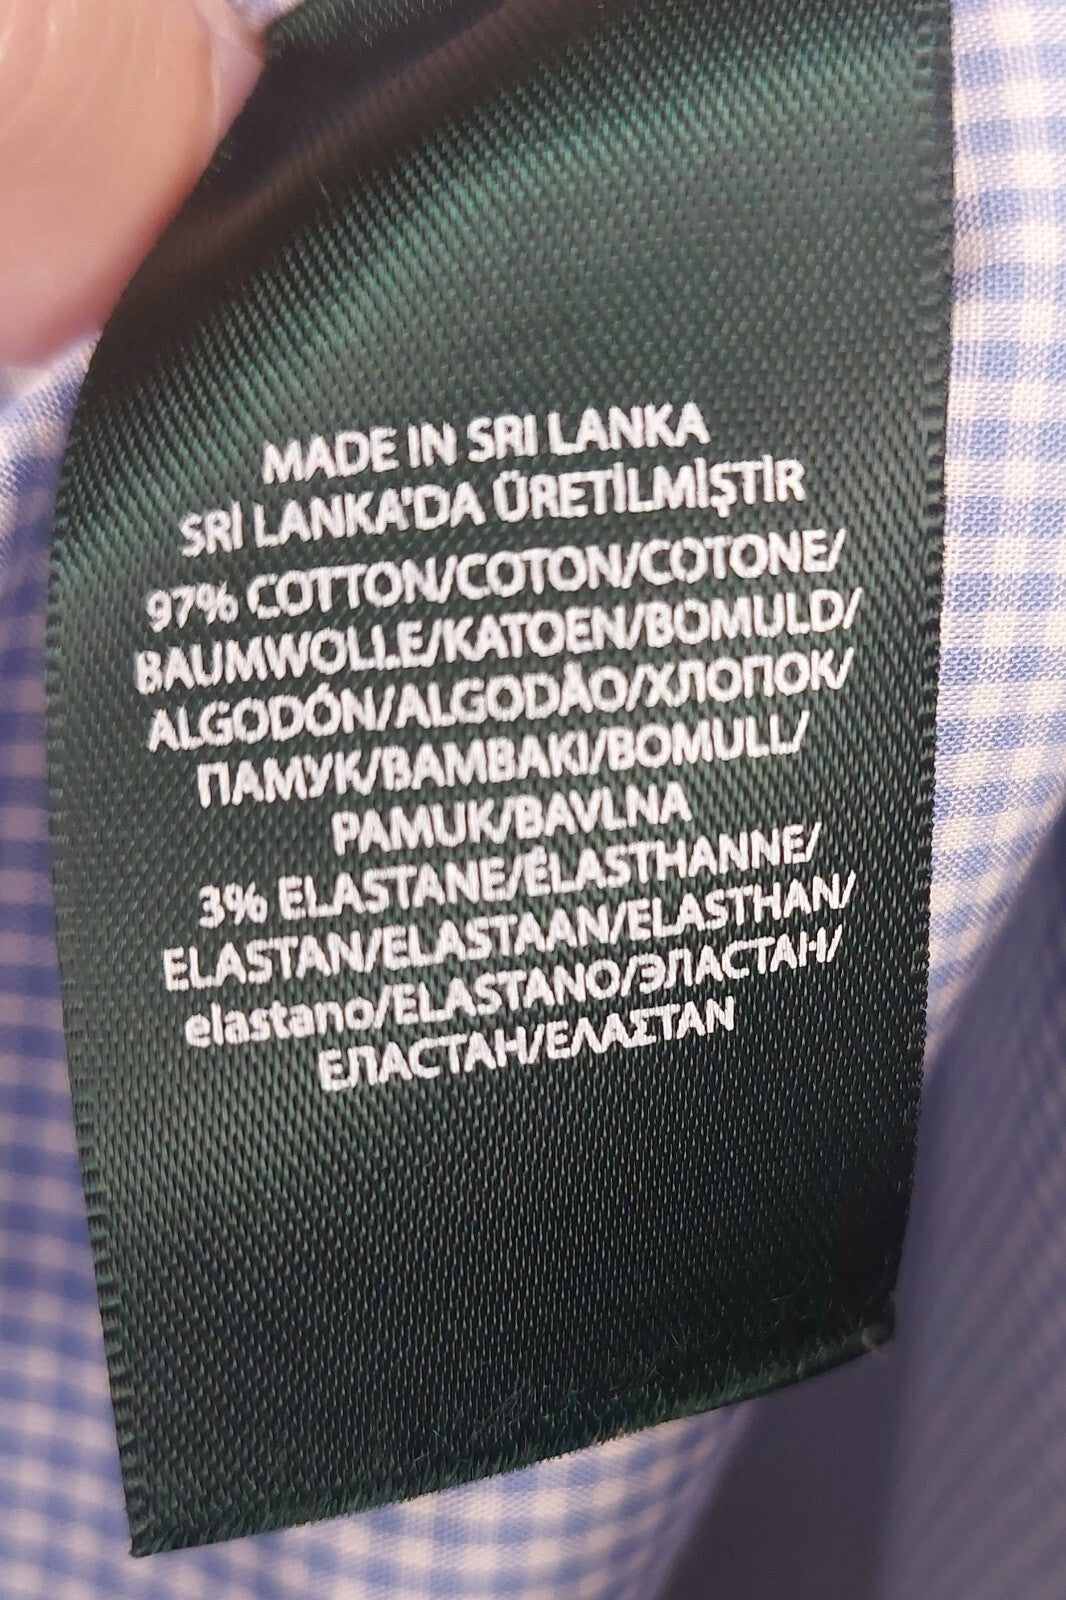 MADE IN SRI LANKA
SRİ LANKA'DA ÜRETİLMİŞTİR
97% COTTON/COTON/COTONE/
BAUMWOLLE/KATOEN/BOMULD/
ALGODÓN/ALGODÃO/ХЛОПОК/
ПАМУК/BAMBAKI/BOMULL/
PAMUK/BAVLNA
3% ELASTANE/ÉLASTHANNE/
ELASTAN/ELASTAAN/ELASTHAN/
elastano/ELASTANO/ЭЛАСТАН/
ЕЛАСТАН/ΕΛΑΣΤΑΝ